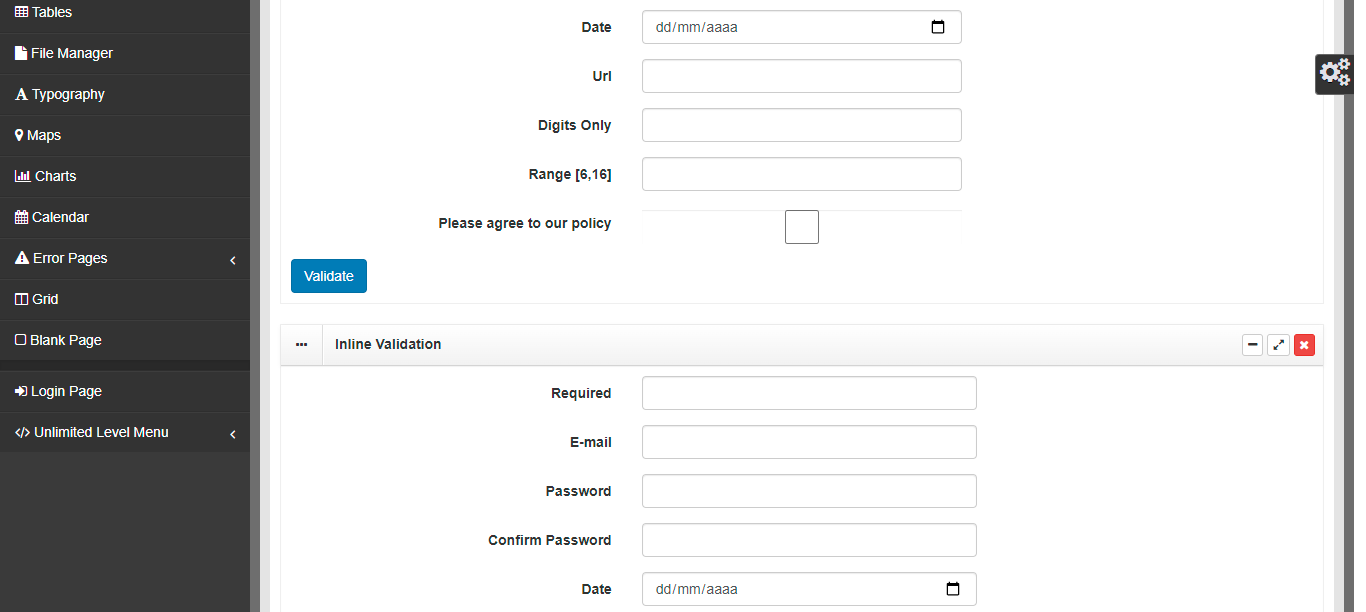 Tables
File Manager
Typography
Maps
Charts
Calendar
Error Pages
Grid
Blank Page
Login Page
Unlimited Level Menu
Date
dd/mm/aaaa
Url
Digits Only
Range [6,16]
Please agree to our policy
Validate
Inline Validation
Required
E-mail
Password
Confirm Password
Date
dd/mm/aaaa